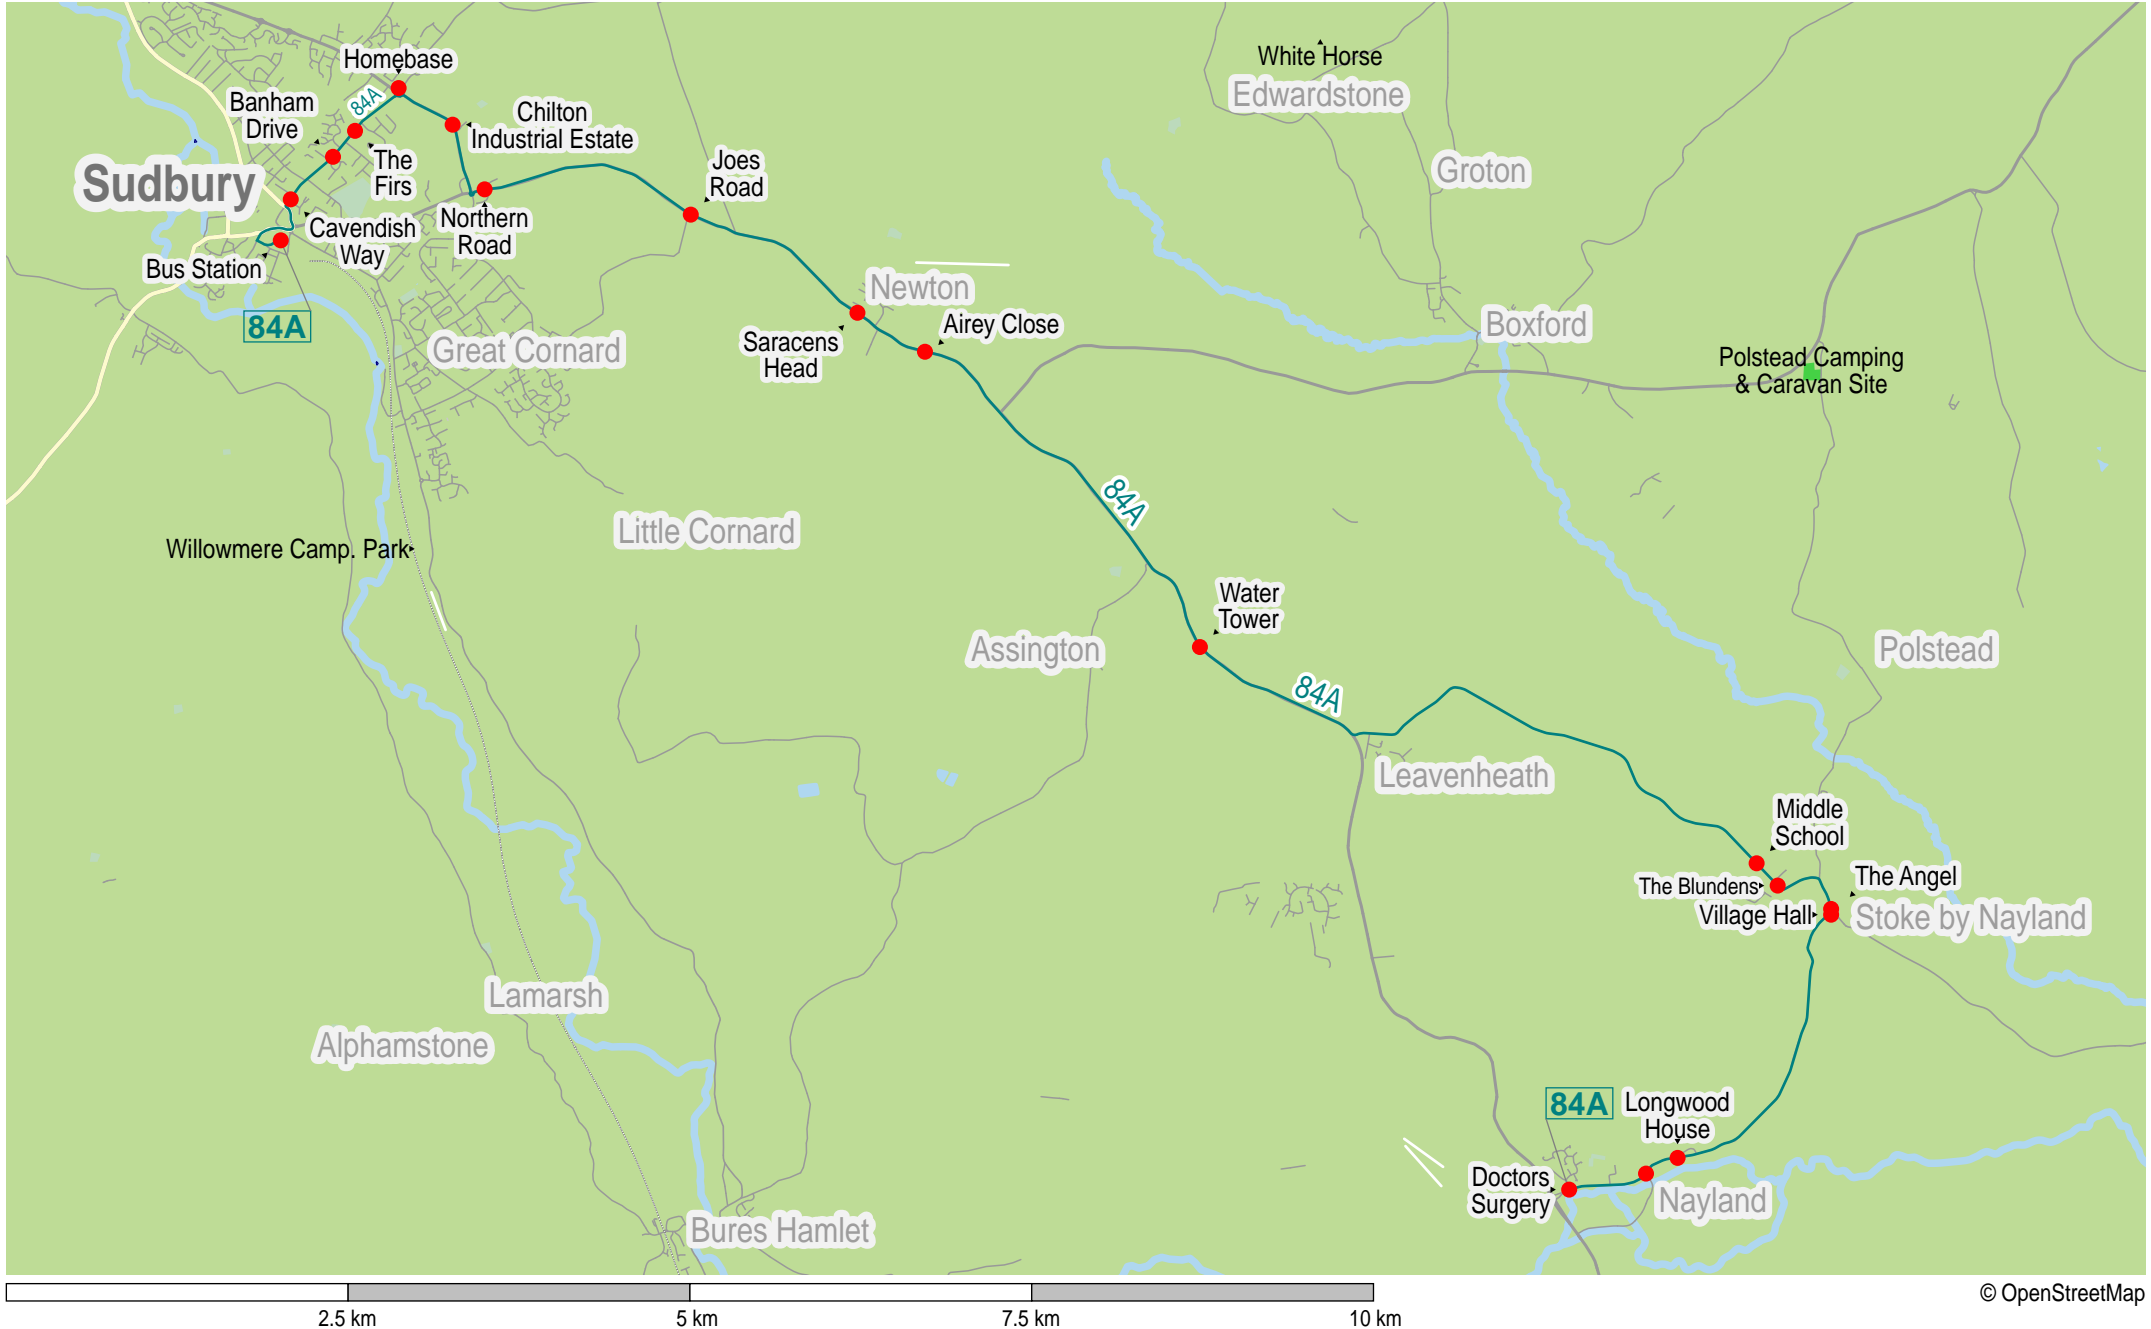 Homebase
White Horse
Edwardstone
Banham
Drive
84A
Chilton
Industrial Estate
The
Firs
Joes
Road
Groton
Sudbury
Northern
Road
Cavendish
Way
Bus Station
84A
Newton
Airey Close
Saracens
Head
Boxford
Great Cornard
Polstead Camping
& Caravan Site
84A
Little Cornard
Willowmere Camp. Park
Water
Tower
Assington
Polstead
84A
Leavenheath
Middle
School
The Blundens
The Angel
Village Hall
Stoke by Nayland
Lamarsh
Alphamstone
84A
Longwood
House
Doctors
Surgery
Nayland
Bures Hamlet
2.5 km
5 km
7.5 km
10 km
© OpenStreetMap